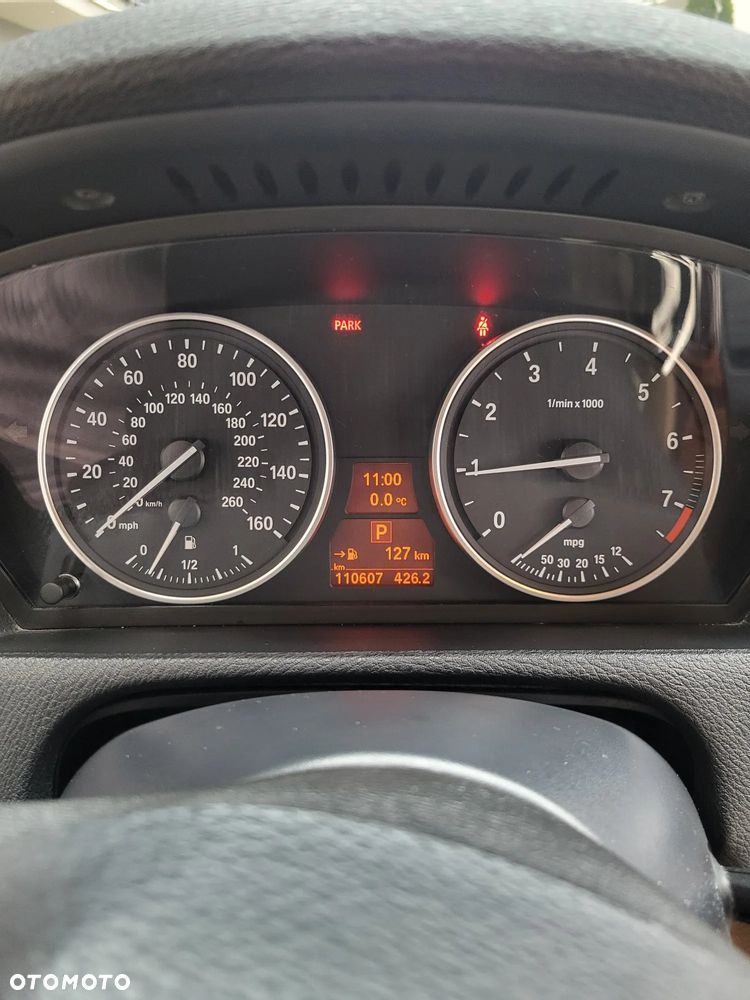 PARK
20 40 60 80 100 120 140 160
0 mph
20 40 60 80 100 120 140 160 180 200 220 240 260
km/h
0 1/2 1
11:00
0.0 °C
P
127 km
km
110607 426.2
0 1 2 3 4 5 6 7
1/min x 1000
mpg
50 30 20 15 12
OTOMOTO